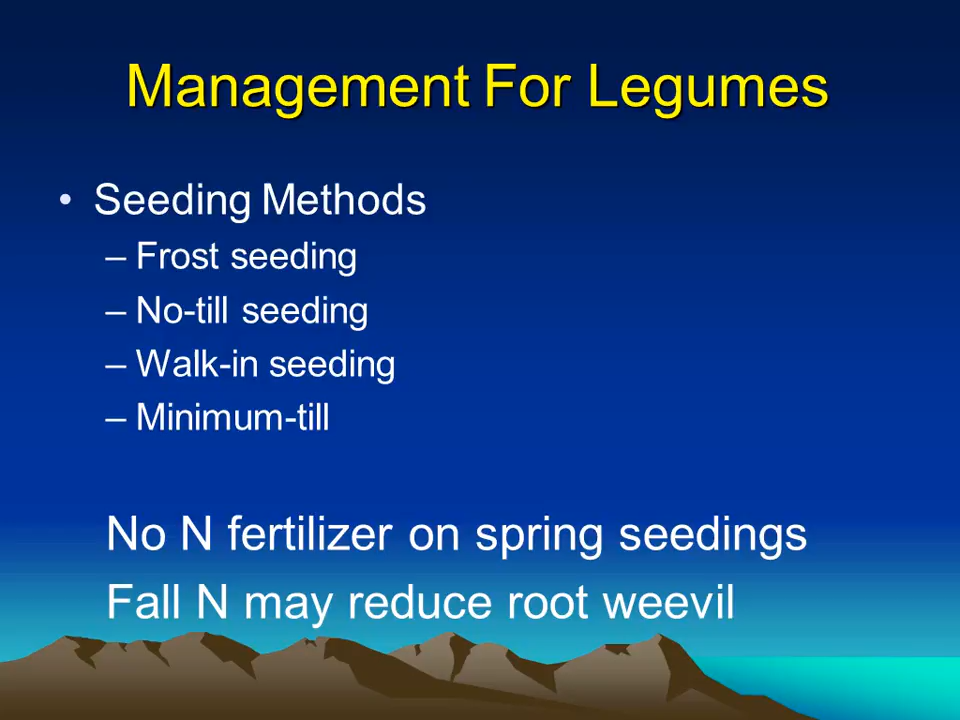 Management For Legumes
• Seeding Methods
– Frost seeding
– No-till seeding
– Walk-in seeding
– Minimum-till
No N fertilizer on spring seedings
Fall N may reduce root weevil